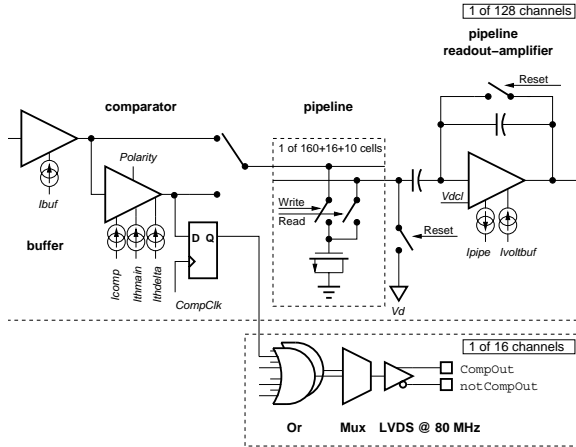 1 of 128 channels
pipeline
readout-amplifier
Reset
comparator
pipeline
1 of 160+16+10 cells
Polarity
Ibuf
Vdcl
Write
Read
Reset
buffer
D Q
Icomp
Ithmain
Ithdelta
CompClk
Ipipe
Ivoltbuf
Vd
1 of 16 channels
CompOut
notCompOut
Or
Mux
LVDS @ 80 MHz